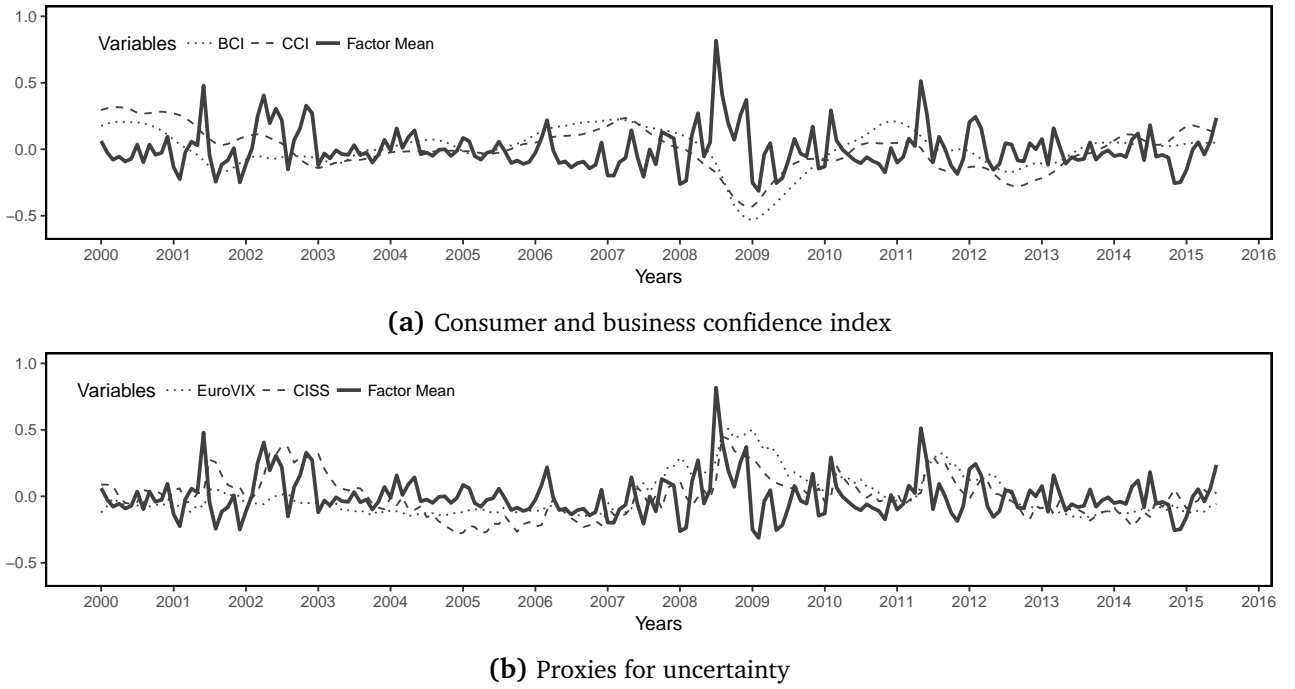 1.0
Variables BCI CCI Factor Mean
0.5
0.0
−0.5
2000 2001 2002 2003 2004 2005 2006 2007 2008 2009 2010 2011 2012 2013 2014 2015 2016
Years
(a) Consumer and business confidence index
1.0
Variables EuroVIX CISS Factor Mean
0.5
0.0
−0.5
2000 2001 2002 2003 2004 2005 2006 2007 2008 2009 2010 2011 2012 2013 2014 2015 2016
Years
(b) Proxies for uncertainty